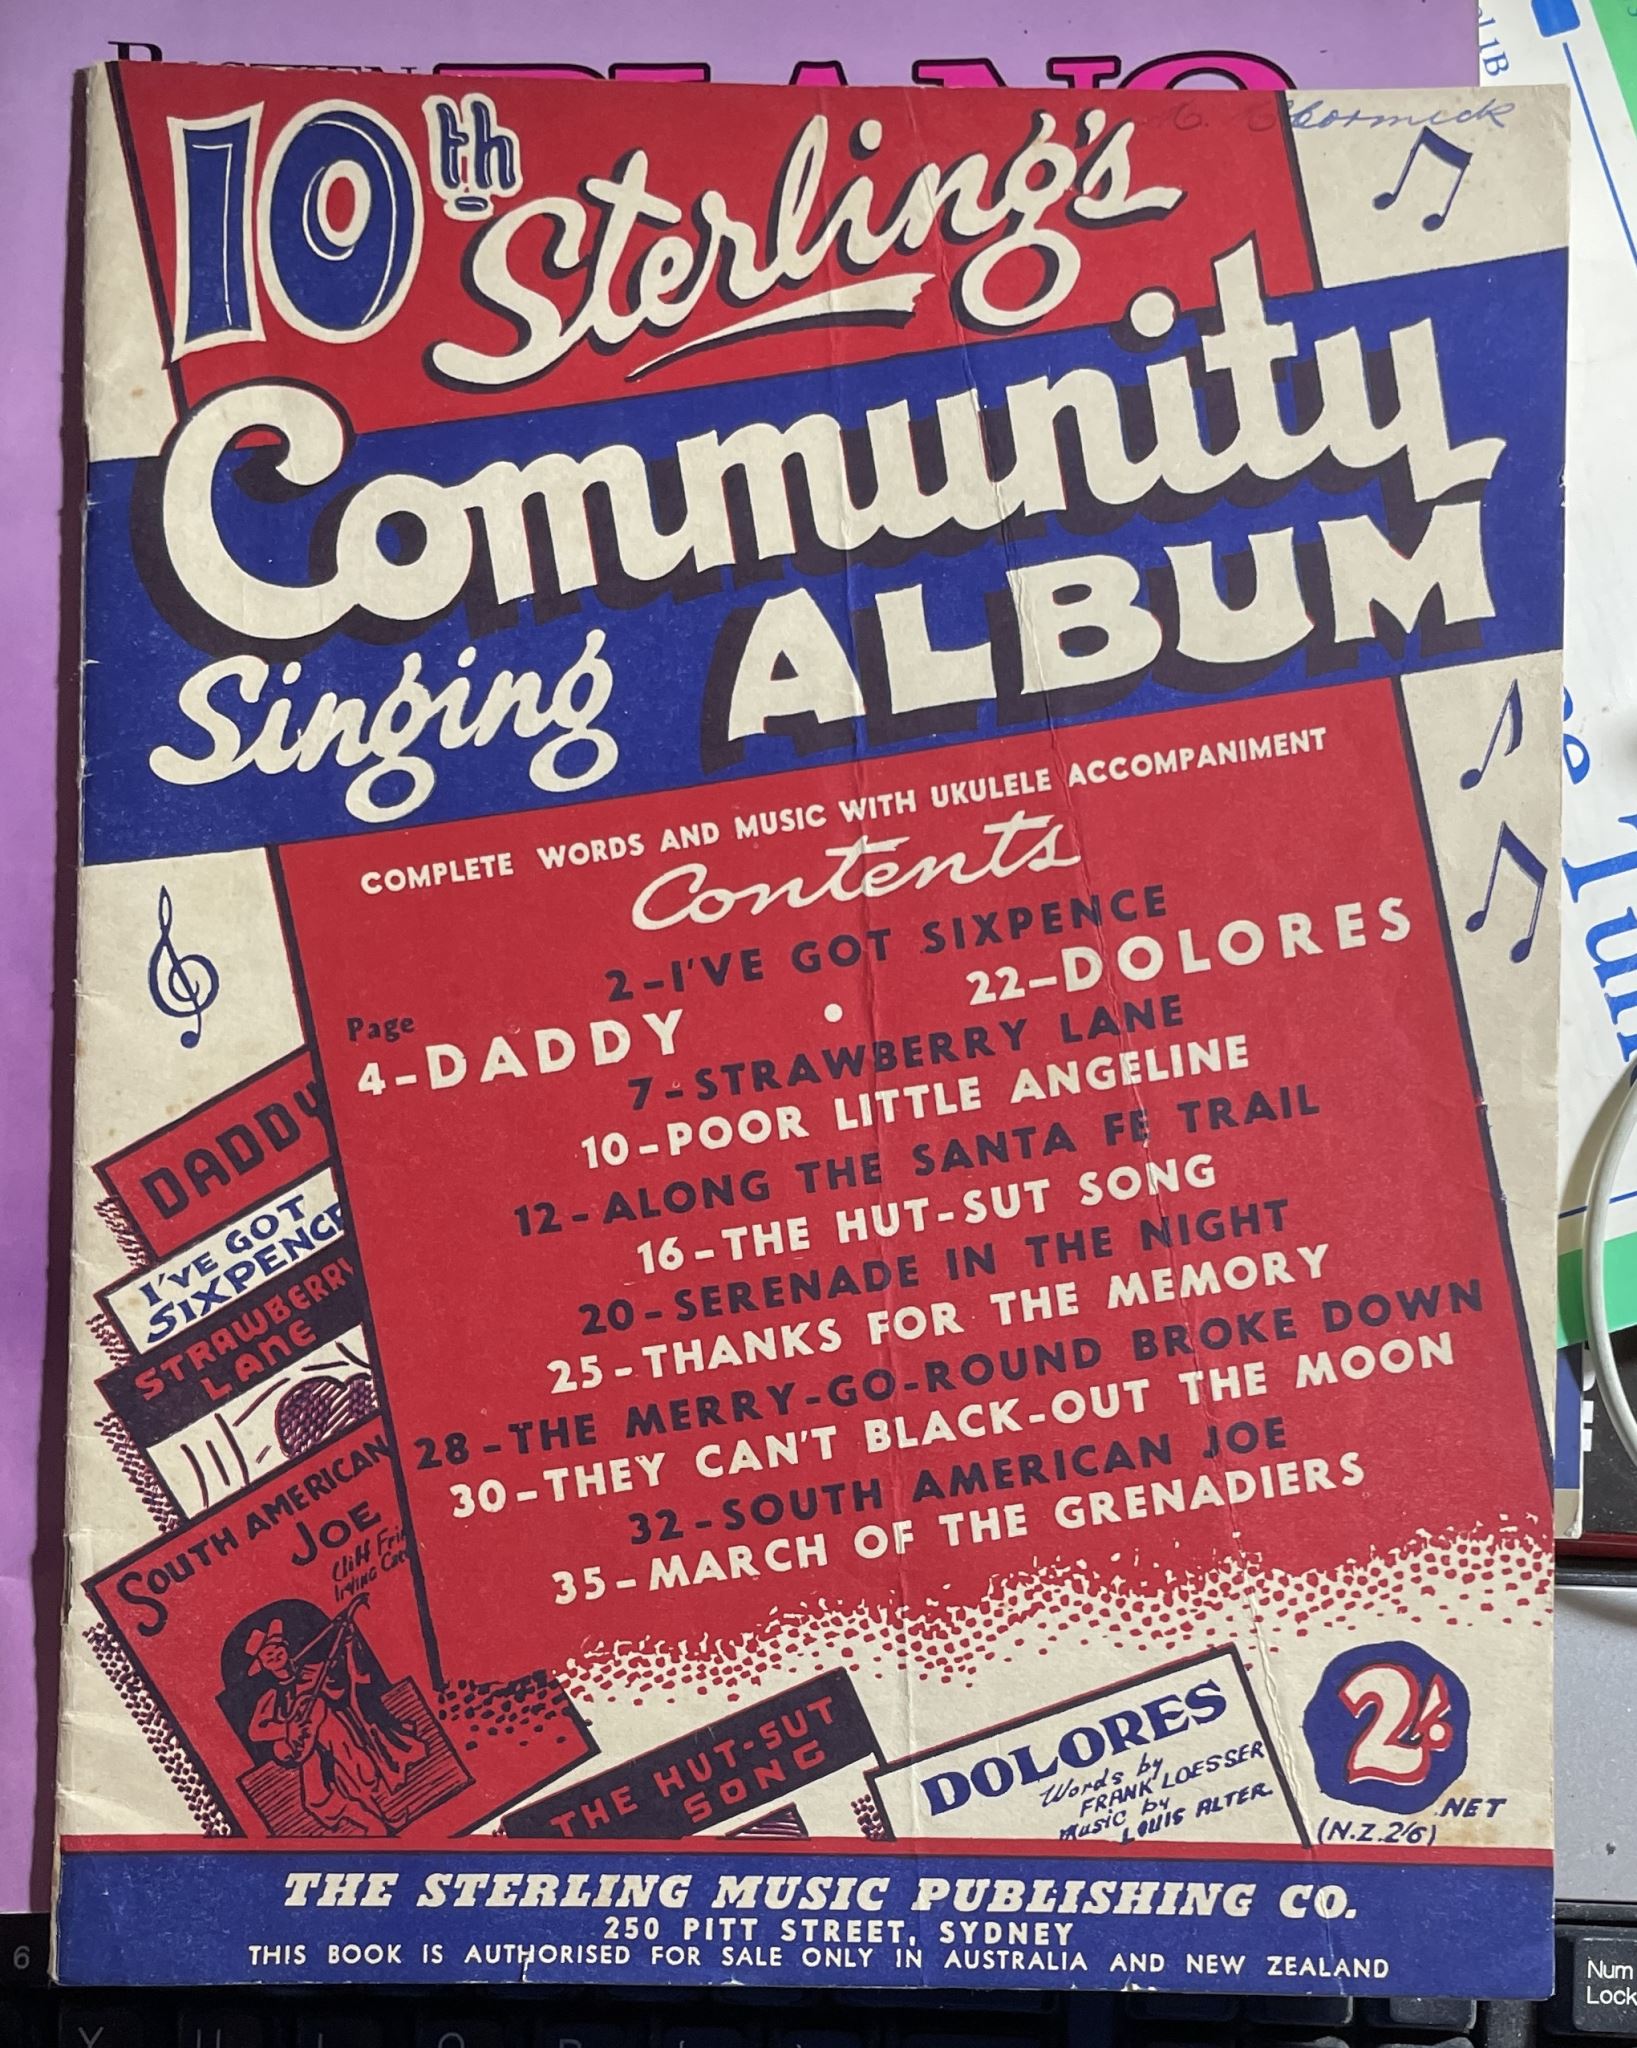 PIANO
10th Sterling's
Community
Singing ALBUM
COMPLETE WORDS AND MUSIC WITH UKULELE ACCOMPANIMENT
Contents
2-I'VE GOT SIXPENCE
Page
4-DADDY • 22-DOLORES
7-STRAWBERRY LANE
10-POOR LITTLE ANGELINE
12-ALONG THE SANTA FE TRAIL
16-THE HUT-SUT SONG
20-SERENADE IN THE NIGHT
25-THANKS FOR THE MEMORY
28-THE MERRY-GO-ROUND BROKE DOWN
30-THEY CAN'T BLACK-OUT THE MOON
32-SOUTH AMERICAN JOE
35-MARCH OF THE GRENADIERS
DADDY
I'VE GOT
SIXPENCE
STRAWBERRY
LANE
SOUTH AMERICAN
JOE
Cliff
Irving
THE HUT-SUT
SONG
DOLORES
Words by
FRANK LOESSER
Music by
LOUIS ALTER.
2/-
NET
(N.Z. 2/6)
THE STERLING MUSIC PUBLISHING CO.
250 PITT STREET, SYDNEY
THIS BOOK IS AUTHORISED FOR SALE ONLY IN AUSTRALIA AND NEW ZEALAND
1B
6
Num
Lock